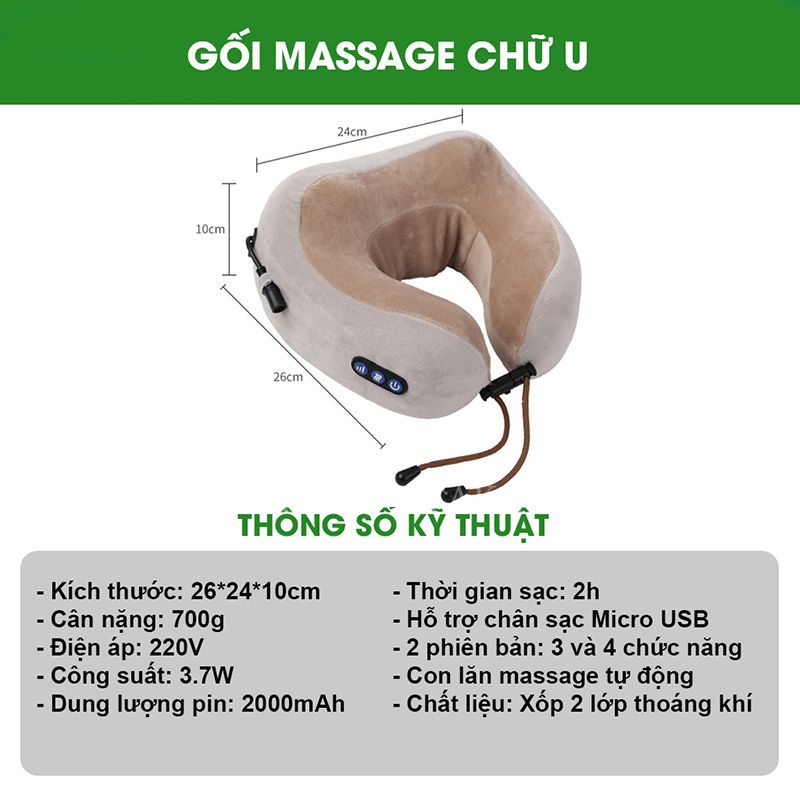 GỐI MASSAGE CHỮ U
24cm
10cm
26cm
THÔNG SỐ KỸ THUẬT
- Kích thước: 26*24*10cm
- Cân nặng: 700g
- Điện áp: 220V
- Công suất: 3.7W
- Dung lượng pin: 2000mAh
- Thời gian sạc: 2h
- Hỗ trợ chân sạc Micro USB
- 2 phiên bản: 3 và 4 chức năng
- Con lăn massage tự động
- Chất liệu: Xốp 2 lớp thoáng khí